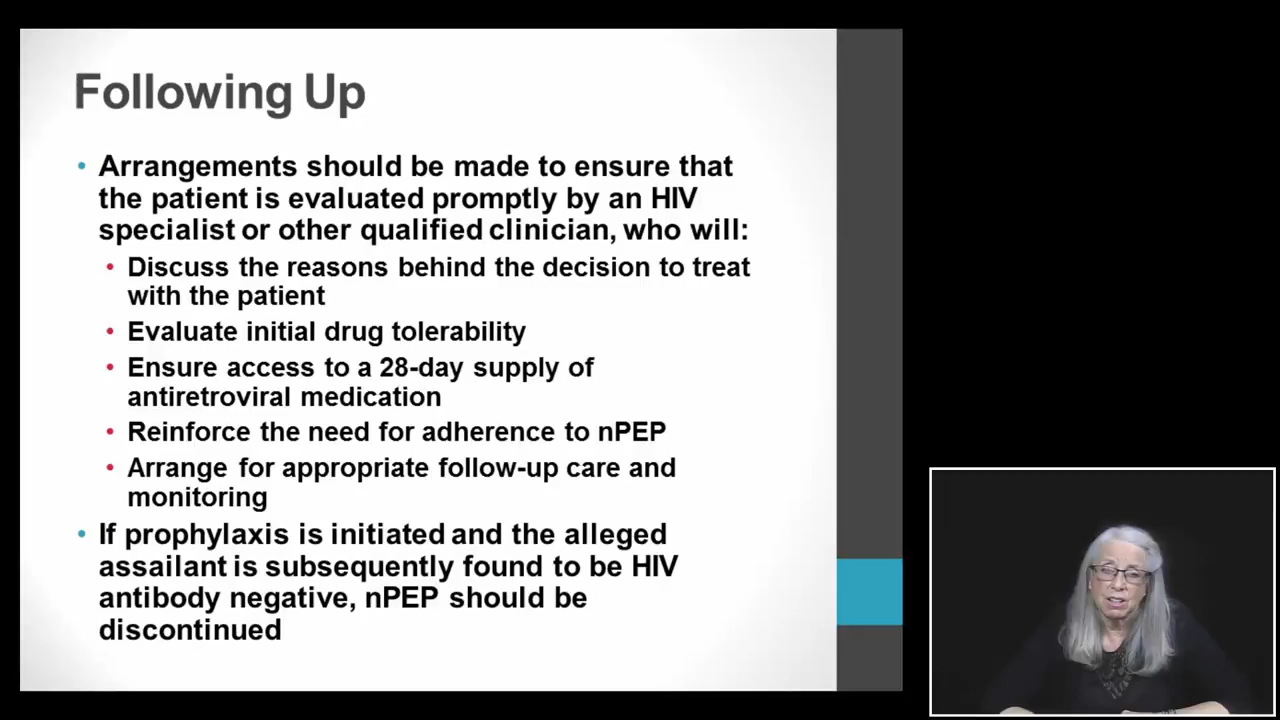 Following Up
• Arrangements should be made to ensure that
the patient is evaluated promptly by an HIV
specialist or other qualified clinician, who will:
• Discuss the reasons behind the decision to treat
with the patient
• Evaluate initial drug tolerability
• Ensure access to a 28-day supply of
antiretroviral medication
• Reinforce the need for adherence to nPEP
• Arrange for appropriate follow-up care and
monitoring
• If prophylaxis is initiated and the alleged
assailant is subsequently found to be HIV
antibody negative, nPEP should be
discontinued